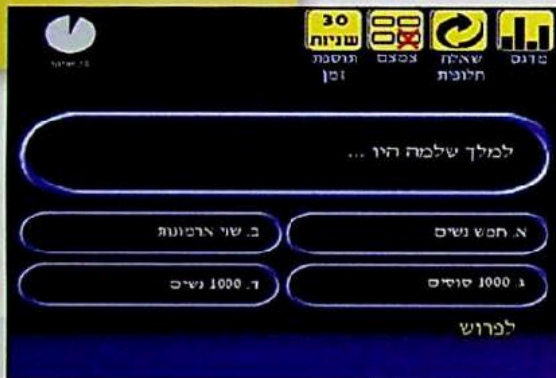 מדגם
שאלה
חלופית
צמצם
30
שניות
תוספת
זמן
למלך שלמה היו ...
א. חמש נשים
ב. שני ארמונות
ג. 1000 סוסים
ד. 1000 נשים
לפרוש